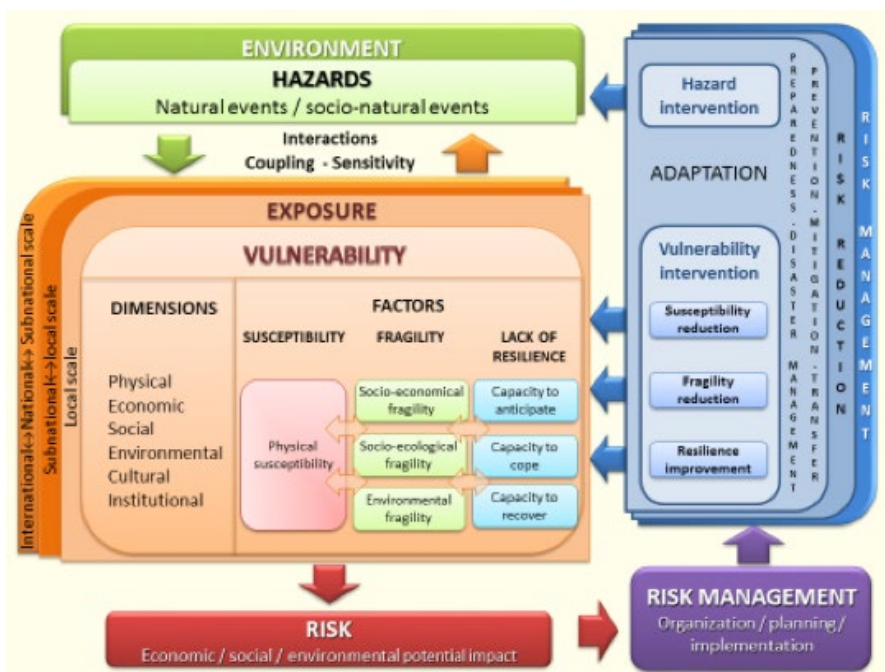 ENVIRONMENT
HAZARDS
Natural events / socio-natural events
Interactions
Coupling - Sensitivity
EXPOSURE
VULNERABILITY
DIMENSIONS
Physical
Economic
Social
Environmental
Cultural
Institutional
FACTORS
SUSCEPTIBILITY
FRAGILITY
LACK OF
RESILIENCE
Physical
susceptibility
Socio-economical
fragility
Socio-ecological
fragility
Environmental
fragility
Capacity to
anticipate
Capacity to
cope
Capacity to
recover
International↔National↔Subnational scale
Subnational↔local scale
Local scale
Hazard
intervention
ADAPTATION
Vulnerability
intervention
Susceptibility
reduction
Fragility
reduction
Resilience
improvement
PREPAREDNESS-DISASTER MANAGEMENT
PREVENTION-MITIGATION-TRANSFER
RISK REDUCTION
RISK MANAGEMENT
RISK
Economic / social / environmental potential impact
RISK MANAGEMENT
Organization / planning /
implementation